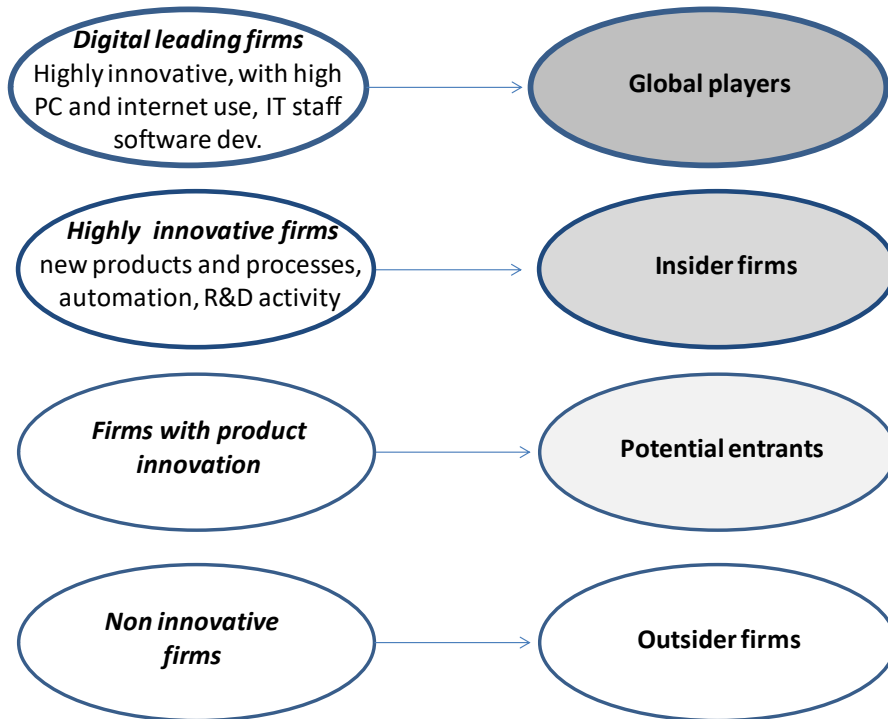 Digital leading firms
Highly innovative, with high
PC and internet use, IT staff
software dev.
Global players
Highly innovative firms
new products and processes,
automation, R&D activity
Insider firms
Firms with product
innovation
Potential entrants
Non innovative
firms
Outsider firms